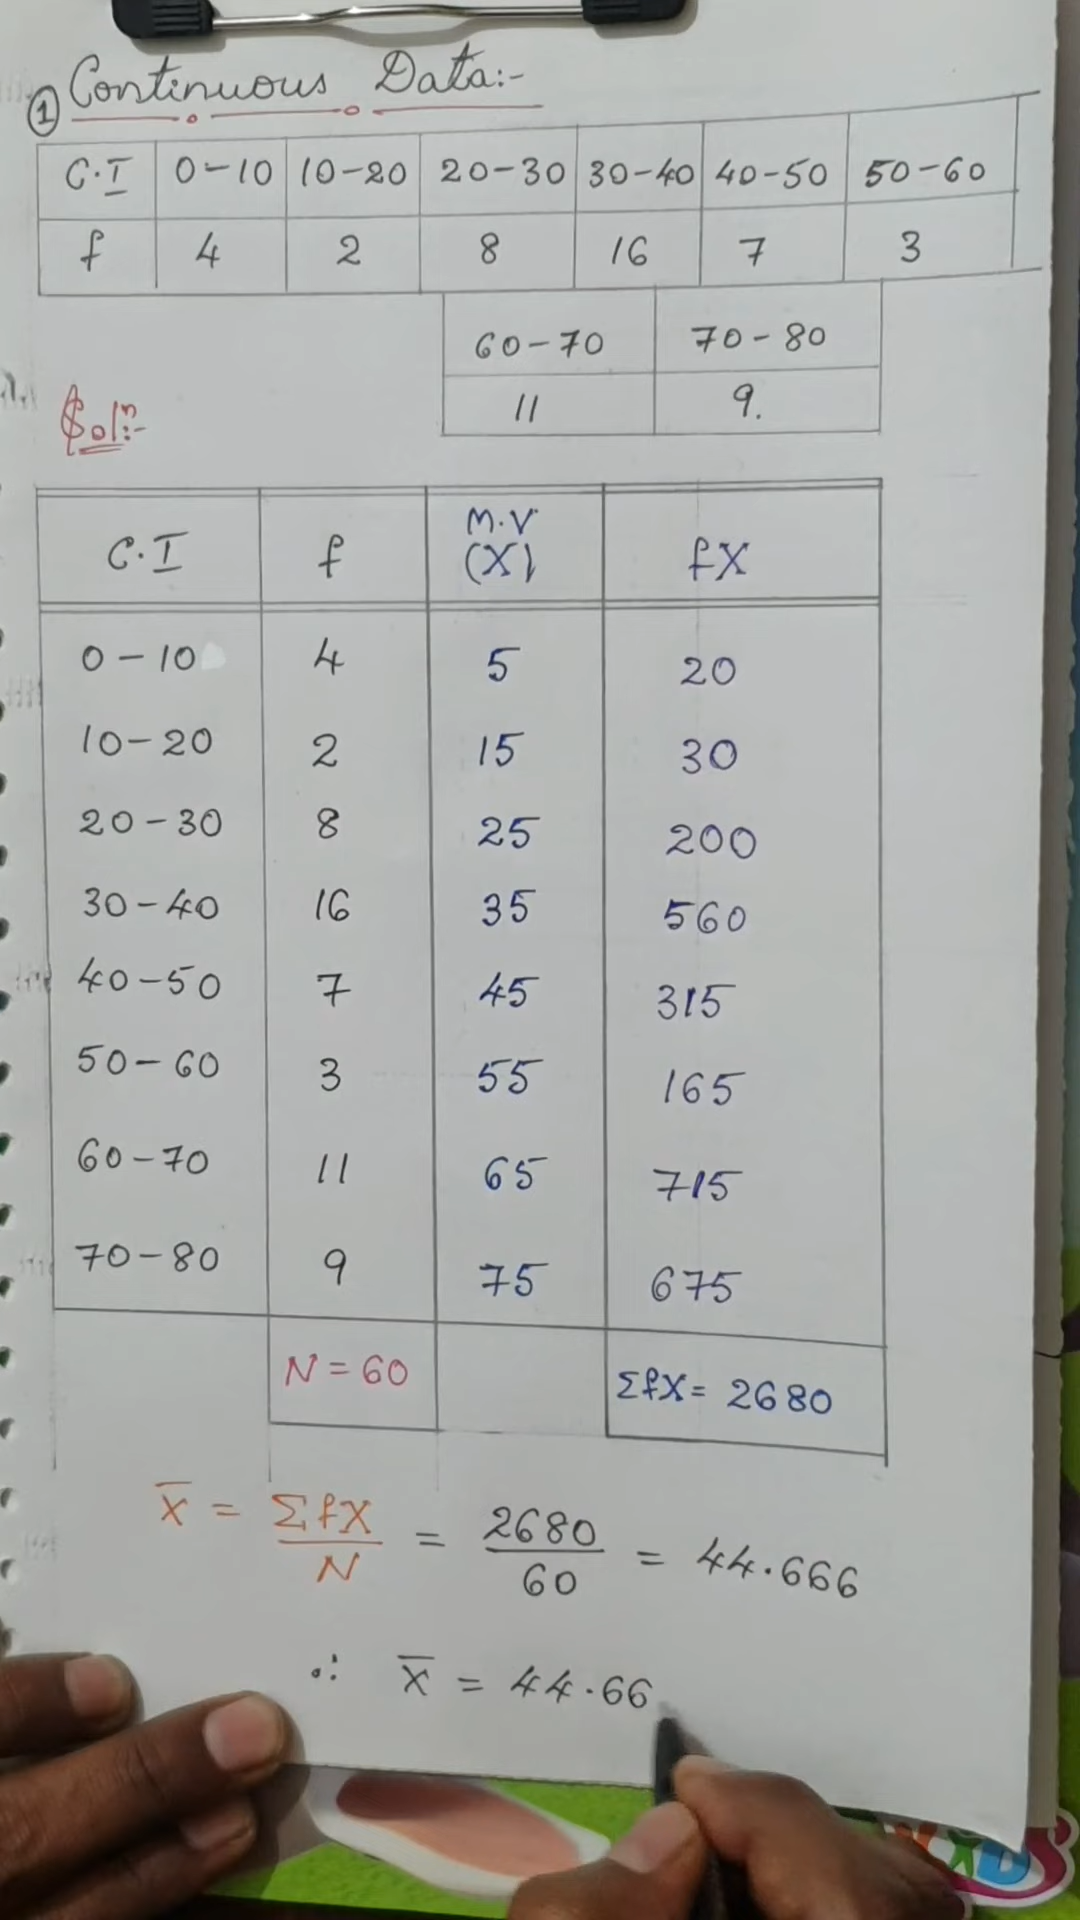 ① Continuous Data:-
C.I 0-10 10-20 20-30 30-40 40-50 50-60
f 4 2 8 16 7 3
60-70 70-80
11 9.
Solⁿ:-
C.I f M.V (X) fX
0-10 4 5 20
10-20 2 15 30
20-30 8 25 200
30-40 16 35 560
40-50 7 45 315
50-60 3 55 165
60-70 11 65 715
70-80 9 75 675
N = 60 ΣfX = 2680
X̅ = ΣfX/N = 2680/60 = 44.666
∴ X̅ = 44.66